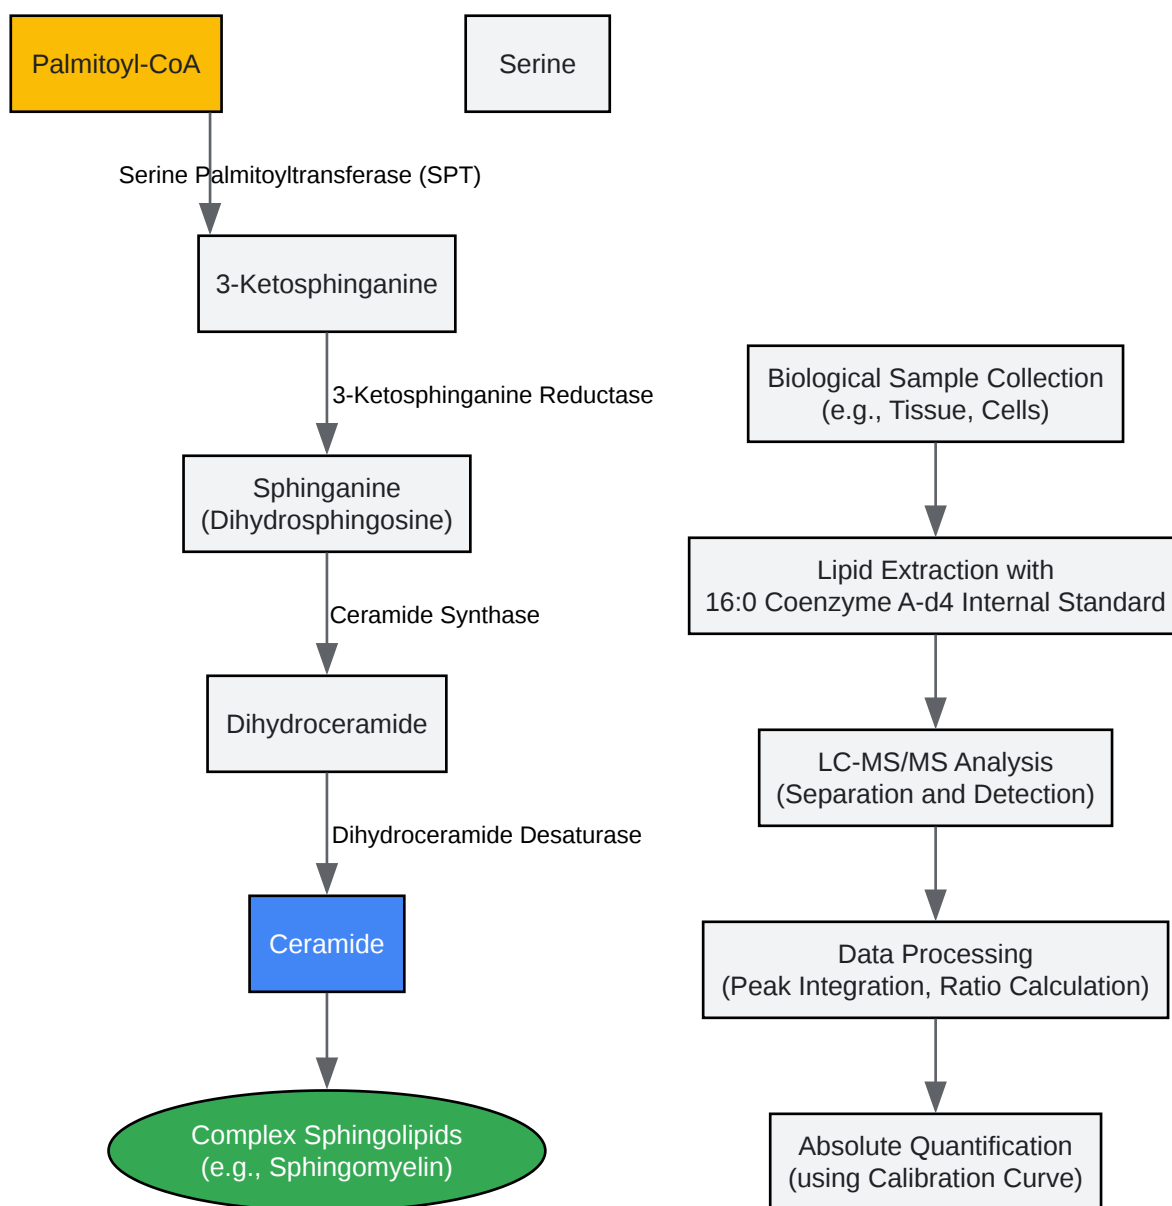 Palmitoyl-CoA
Serine
Serine Palmitoyltransferase (SPT)
3-Ketosphinganine
3-Ketosphinganine Reductase
Sphinganine
(Dihydrosphingosine)
Ceramide Synthase
Dihydroceramide
Dihydroceramide Desaturase
Ceramide
Complex Sphingolipids
(e.g., Sphingomyelin)
Biological Sample Collection
(e.g., Tissue, Cells)
Lipid Extraction with
16:0 Coenzyme A-d4 Internal Standard
LC-MS/MS Analysis
(Separation and Detection)
Data Processing
(Peak Integration, Ratio Calculation)
Absolute Quantification
(using Calibration Curve)